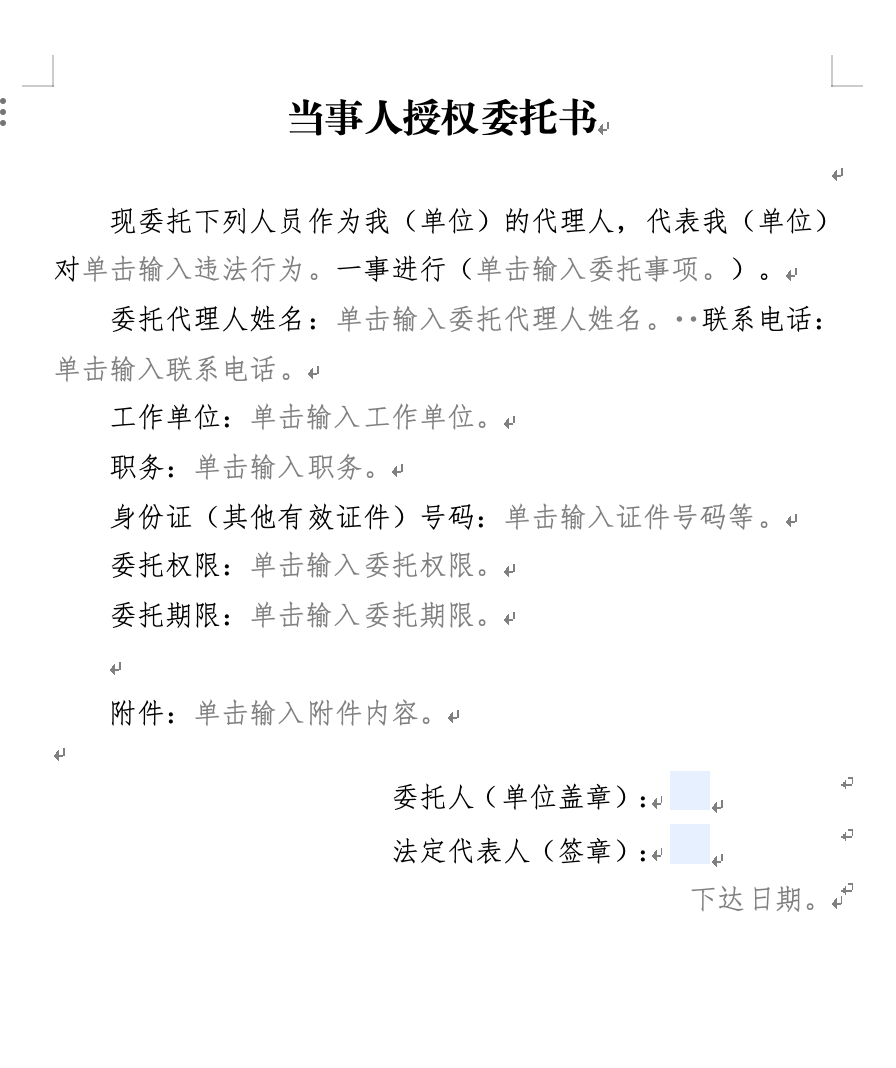 当事人授权委托书
现委托下列人员作为我（单位）的代理人，代表我（单位）
对单击输入违法行为。一事进行（单击输入委托事项。）。
委托代理人姓名：单击输入委托代理人姓名。··联系电话：
单击输入联系电话。
工作单位：单击输入工作单位。
职务：单击输入职务。
身份证（其他有效证件）号码：单击输入证件号码等。
委托权限：单击输入委托权限。
委托期限：单击输入委托期限。
附件：单击输入附件内容。
委托人（单位盖章）：
法定代表人（签章）：
下达日期。